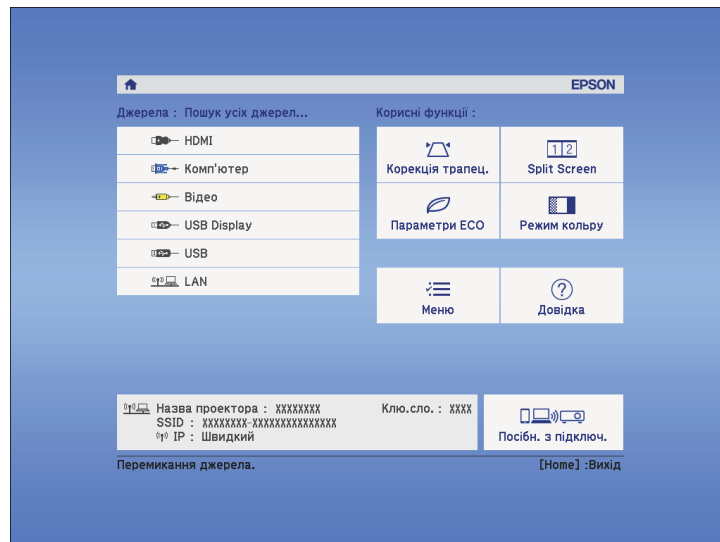 EPSON
Джерела : Пошук усіх джерел...
Корисні функції :
HDMI
Комп'ютер
Відео
USB Display
USB
LAN
Корекція трапец.
1 2
Split Screen
Параметри ECO
Режим кольру
Меню
?
Довідка
Назва проектора : XXXXXXXX
Клю.сло. : XXXX
SSID : XXXXXXXX-XXXXXXXXXXXXXXX
IP : Швидкий
Посібн. з підключ.
Перемикання джерела.
[Home] :Вихід